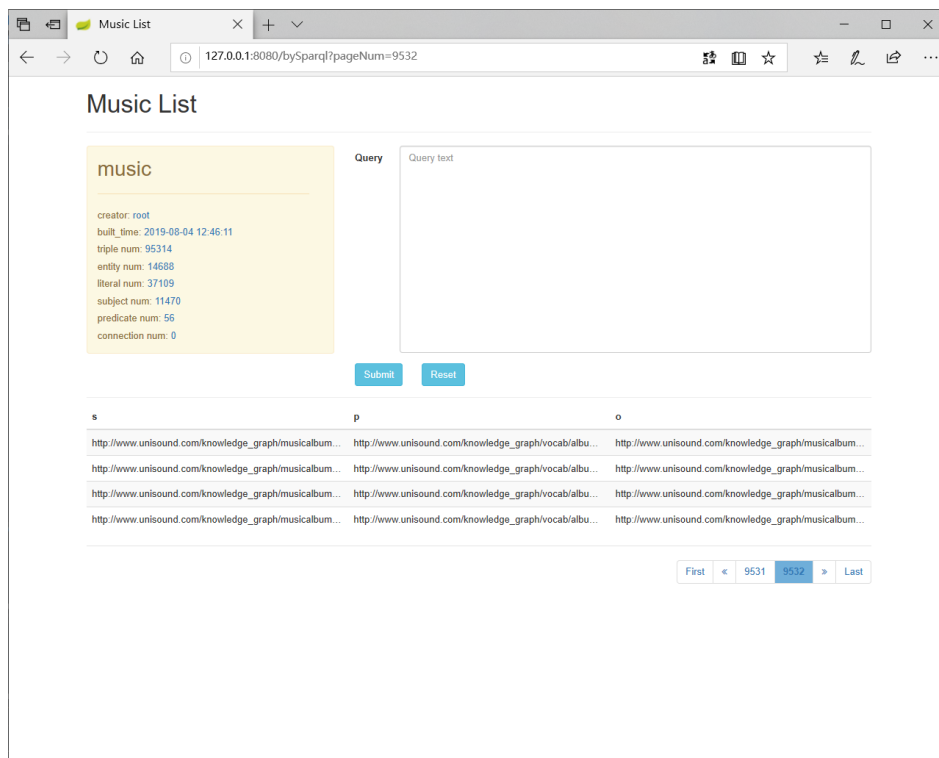 Music List
127.0.0.1:8080/bySparql?pageNum=9532
Music List
music
creator: root
built_time: 2019-08-04 12:46:11
triple num: 95314
entity num: 14688
literal num: 37109
subject num: 11470
predicate num: 56
connection num: 0
Query
Query text
Submit Reset
s p o
http://www.unisound.com/knowledge_graph/musicalbum... http://www.unisound.com/knowledge_graph/vocab/albu... http://www.unisound.com/knowledge_graph/musicalbum...
http://www.unisound.com/knowledge_graph/musicalbum... http://www.unisound.com/knowledge_graph/vocab/albu... http://www.unisound.com/knowledge_graph/musicalbum...
http://www.unisound.com/knowledge_graph/musicalbum... http://www.unisound.com/knowledge_graph/vocab/albu... http://www.unisound.com/knowledge_graph/musicalbum...
http://www.unisound.com/knowledge_graph/musicalbum... http://www.unisound.com/knowledge_graph/vocab/albu... http://www.unisound.com/knowledge_graph/musicalbum...
First « 9531 9532 » Last